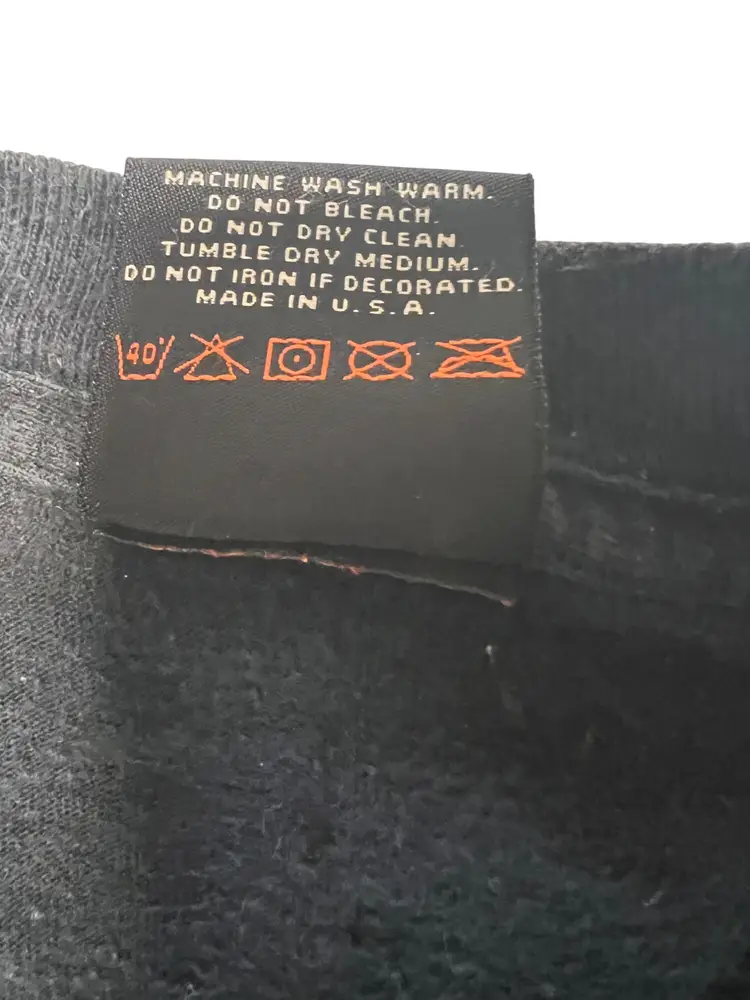 MACHINE WASH WARM.
DO NOT BLEACH.
DO NOT DRY CLEAN.
TUMBLE DRY MEDIUM.
DO NOT IRON IF DECORATED.
MADE IN U.S.A.
40